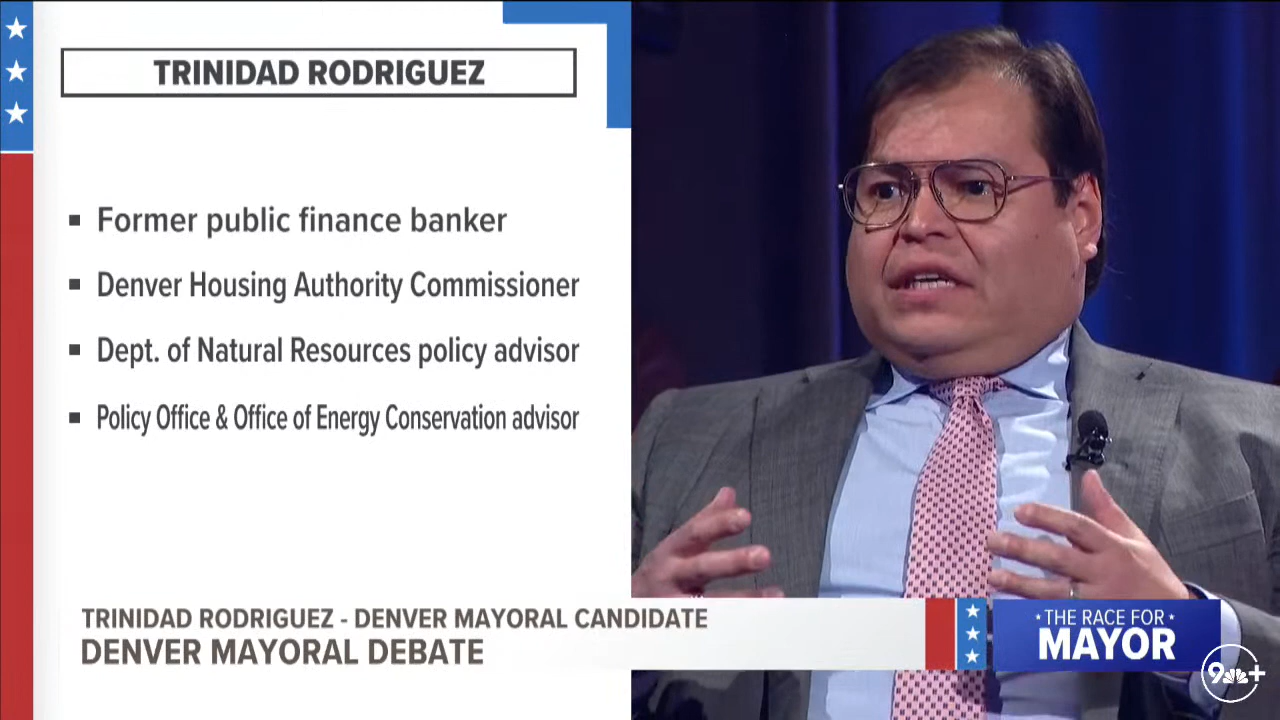 TRINIDAD RODRIGUEZ
▪ Former public finance banker
▪ Denver Housing Authority Commissioner
▪ Dept. of Natural Resources policy advisor
▪ Policy Office & Office of Energy Conservation advisor
TRINIDAD RODRIGUEZ - DENVER MAYORAL CANDIDATE
DENVER MAYORAL DEBATE
THE RACE FOR
MAYOR
9+